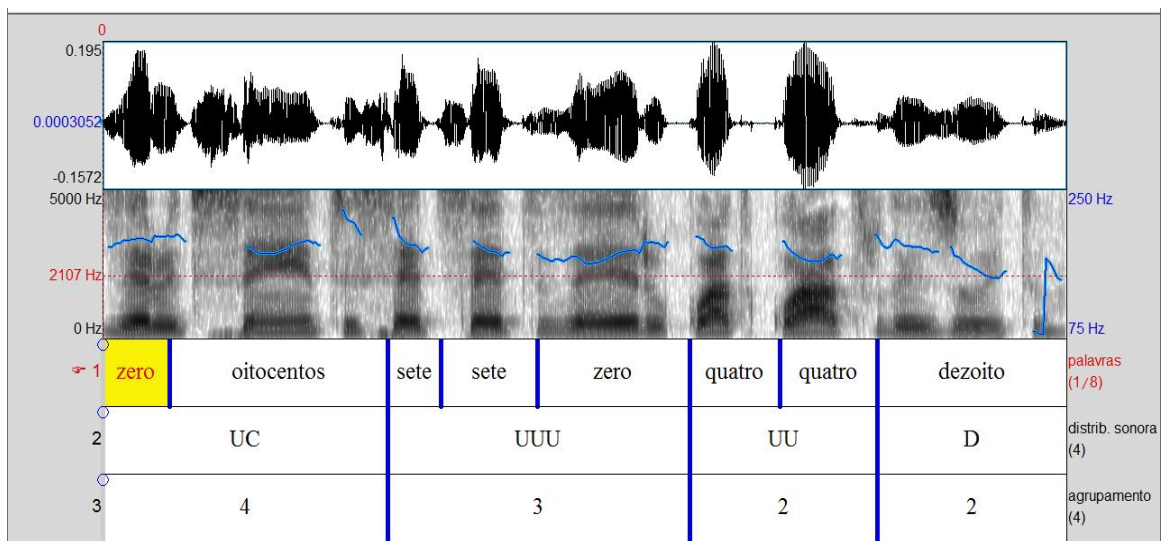 0
0.195
0.0003052
-0.1572
5000 Hz 250 Hz
2107 Hz
0 Hz 75 Hz
☞ 1 zero oitocentos sete sete zero quatro quatro dezoito palavras (1/8)
2 UC UUU UU D distrib. sonora (4)
3 4 3 2 2 agrupamento (4)